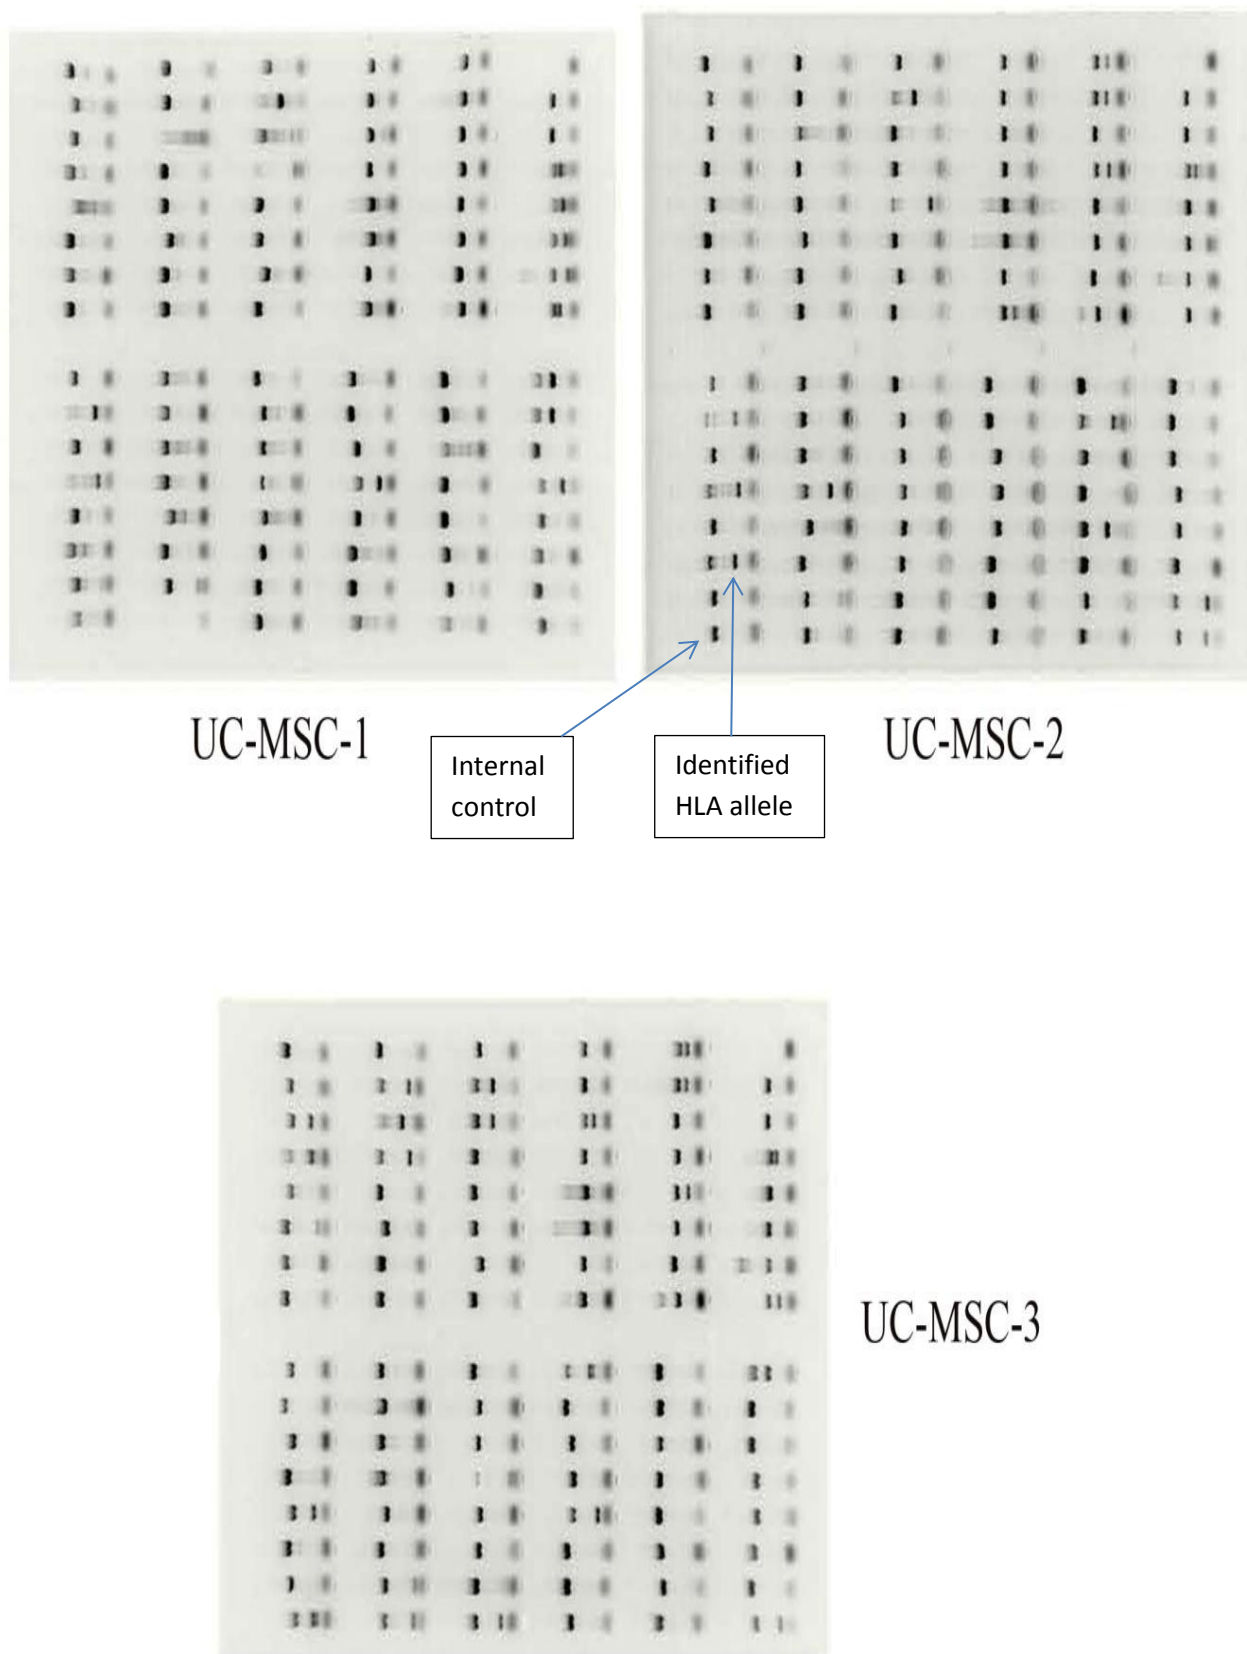 UC-MSC-1
Internal
control
Identified
HLA allele
UC-MSC-2
UC-MSC-3